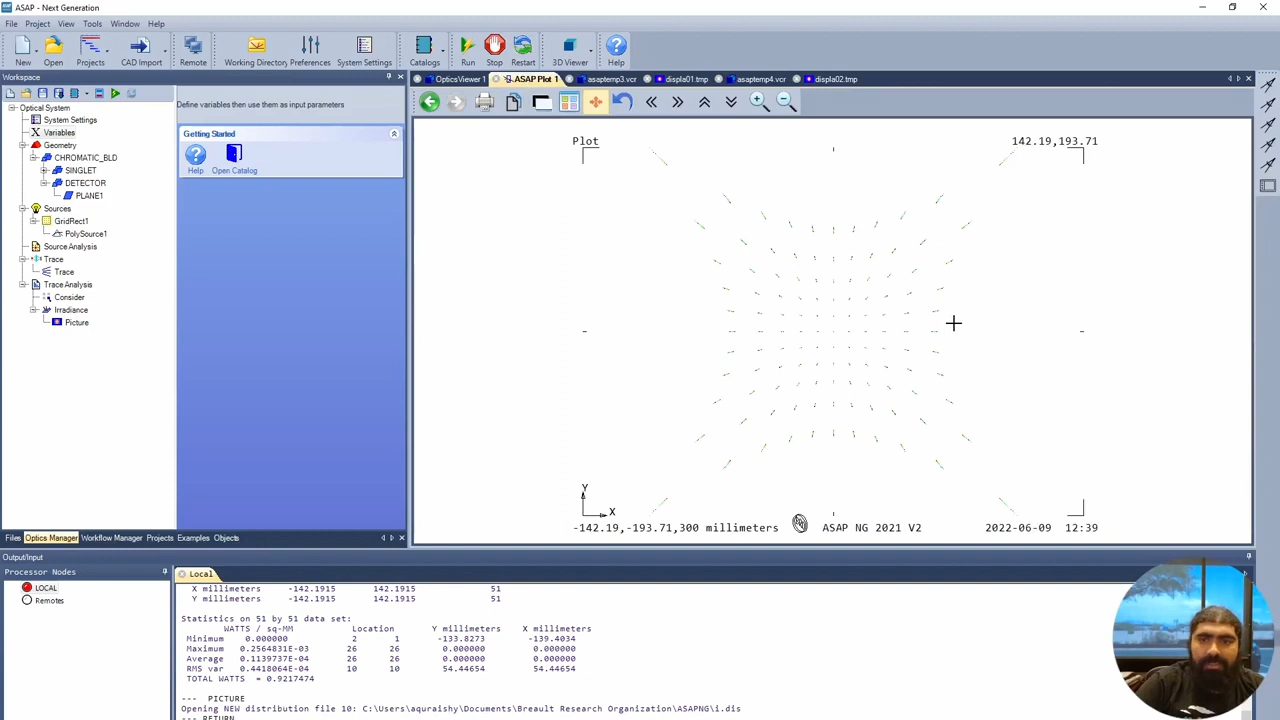 ASAP - Next Generation
File Project View Tools Window Help
New Open Projects CAD Import Remote Working Directory Preferences System Settings Catalogs Run Stop Restart 3D Viewer Help
Workspace
Optical System
System Settings
Variables
Geometry
CHROMATIC_BLD
SINGLET
DETECTOR
PLANE1
Sources
GridRect1
PolySource1
Source Analysis
Trace
Trace
Trace Analysis
Consider
Irradiance
Picture
Define variables then use them as input parameters
Getting Started
Help Open Catalog
Files Optics Manager Workflow Manager Projects Examples Objects
OpticsViewer 1 ASAP Plot 1 asaptemp3.vcr displa01.tmp asaptemp4.vcr displa02.tmp
Plot 142.19,193.71
Y
X
-142.19,-193.71,300 millimeters ASAP NG 2021 V2 2022-06-09 12:39
Output/Input
Processor Nodes
LOCAL
Remotes
Local
X millimeters -142.1915 142.1915 51
Y millimeters -142.1915 142.1915 51
Statistics on 51 by 51 data set:
WATTS / sq-MM Location Y millimeters X millimeters
Minimum 0.000000 2 1 -133.8273 -139.4034
Maximum 0.2564831E-03 26 26 0.000000 0.000000
Average 0.1139737E-04 26 26 0.000000 0.000000
RMS var 0.4418064E-04 10 10 54.44654 54.44654
TOTAL WATTS = 0.9217474
--- PICTURE
Opening NEW distribution file 10: C:\Users\aquraishy\Documents\Breault Research Organization\ASAPNG\i.dis
--- RETURN